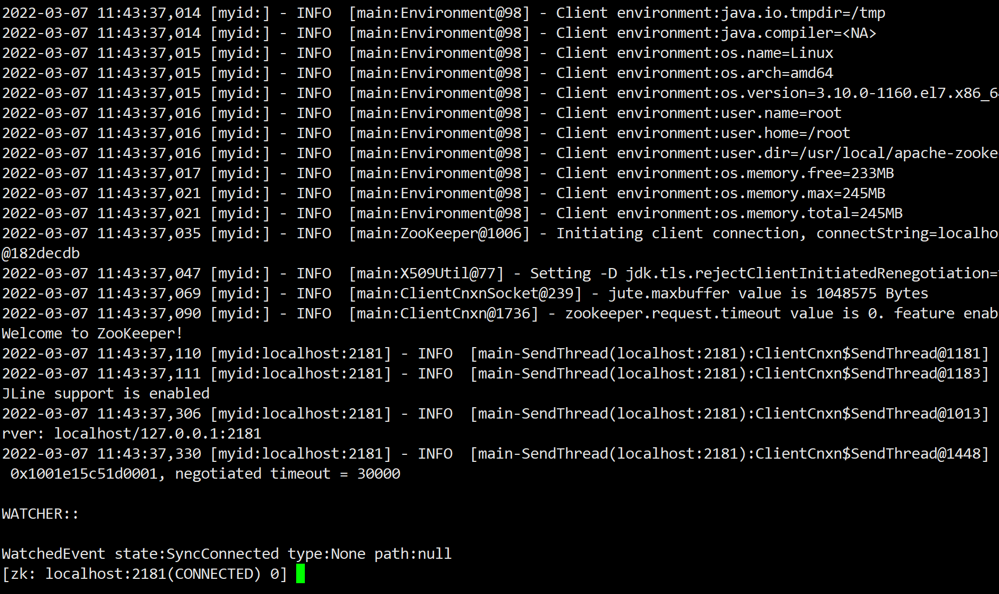 2022-03-07 11:43:37,014 [myid:] - INFO  [main:Environment@98] - Client environment:java.io.tmpdir=/tmp
2022-03-07 11:43:37,014 [myid:] - INFO  [main:Environment@98] - Client environment:java.compiler=<NA>
2022-03-07 11:43:37,015 [myid:] - INFO  [main:Environment@98] - Client environment:os.name=Linux
2022-03-07 11:43:37,015 [myid:] - INFO  [main:Environment@98] - Client environment:os.arch=amd64
2022-03-07 11:43:37,015 [myid:] - INFO  [main:Environment@98] - Client environment:os.version=3.10.0-1160.el7.x86_64
2022-03-07 11:43:37,016 [myid:] - INFO  [main:Environment@98] - Client environment:user.name=root
2022-03-07 11:43:37,016 [myid:] - INFO  [main:Environment@98] - Client environment:user.home=/root
2022-03-07 11:43:37,016 [myid:] - INFO  [main:Environment@98] - Client environment:user.dir=/usr/local/apache-zooke
2022-03-07 11:43:37,017 [myid:] - INFO  [main:Environment@98] - Client environment:os.memory.free=233MB
2022-03-07 11:43:37,021 [myid:] - INFO  [main:Environment@98] - Client environment:os.memory.max=245MB
2022-03-07 11:43:37,021 [myid:] - INFO  [main:Environment@98] - Client environment:os.memory.total=245MB
2022-03-07 11:43:37,035 [myid:] - INFO  [main:ZooKeeper@1006] - Initiating client connection, connectString=localho
@182decdb
2022-03-07 11:43:37,047 [myid:] - INFO  [main:X509Util@77] - Setting -D jdk.tls.rejectClientInitiatedRenegotiation=
2022-03-07 11:43:37,069 [myid:] - INFO  [main:ClientCnxnSocket@239] - jute.maxbuffer value is 1048575 Bytes
2022-03-07 11:43:37,090 [myid:] - INFO  [main:ClientCnxn@1736] - zookeeper.request.timeout value is 0. feature enab
Welcome to ZooKeeper!
2022-03-07 11:43:37,110 [myid:localhost:2181] - INFO  [main-SendThread(localhost:2181):ClientCnxn$SendThread@1181]
2022-03-07 11:43:37,111 [myid:localhost:2181] - INFO  [main-SendThread(localhost:2181):ClientCnxn$SendThread@1183]
JLine support is enabled
2022-03-07 11:43:37,306 [myid:localhost:2181] - INFO  [main-SendThread(localhost:2181):ClientCnxn$SendThread@1013]
rver: localhost/127.0.0.1:2181
2022-03-07 11:43:37,330 [myid:localhost:2181] - INFO  [main-SendThread(localhost:2181):ClientCnxn$SendThread@1448]
 0x1001e15c51d0001, negotiated timeout = 30000
WATCHER::
WatchedEvent state:SyncConnected type:None path:null
[zk: localhost:2181(CONNECTED) 0]